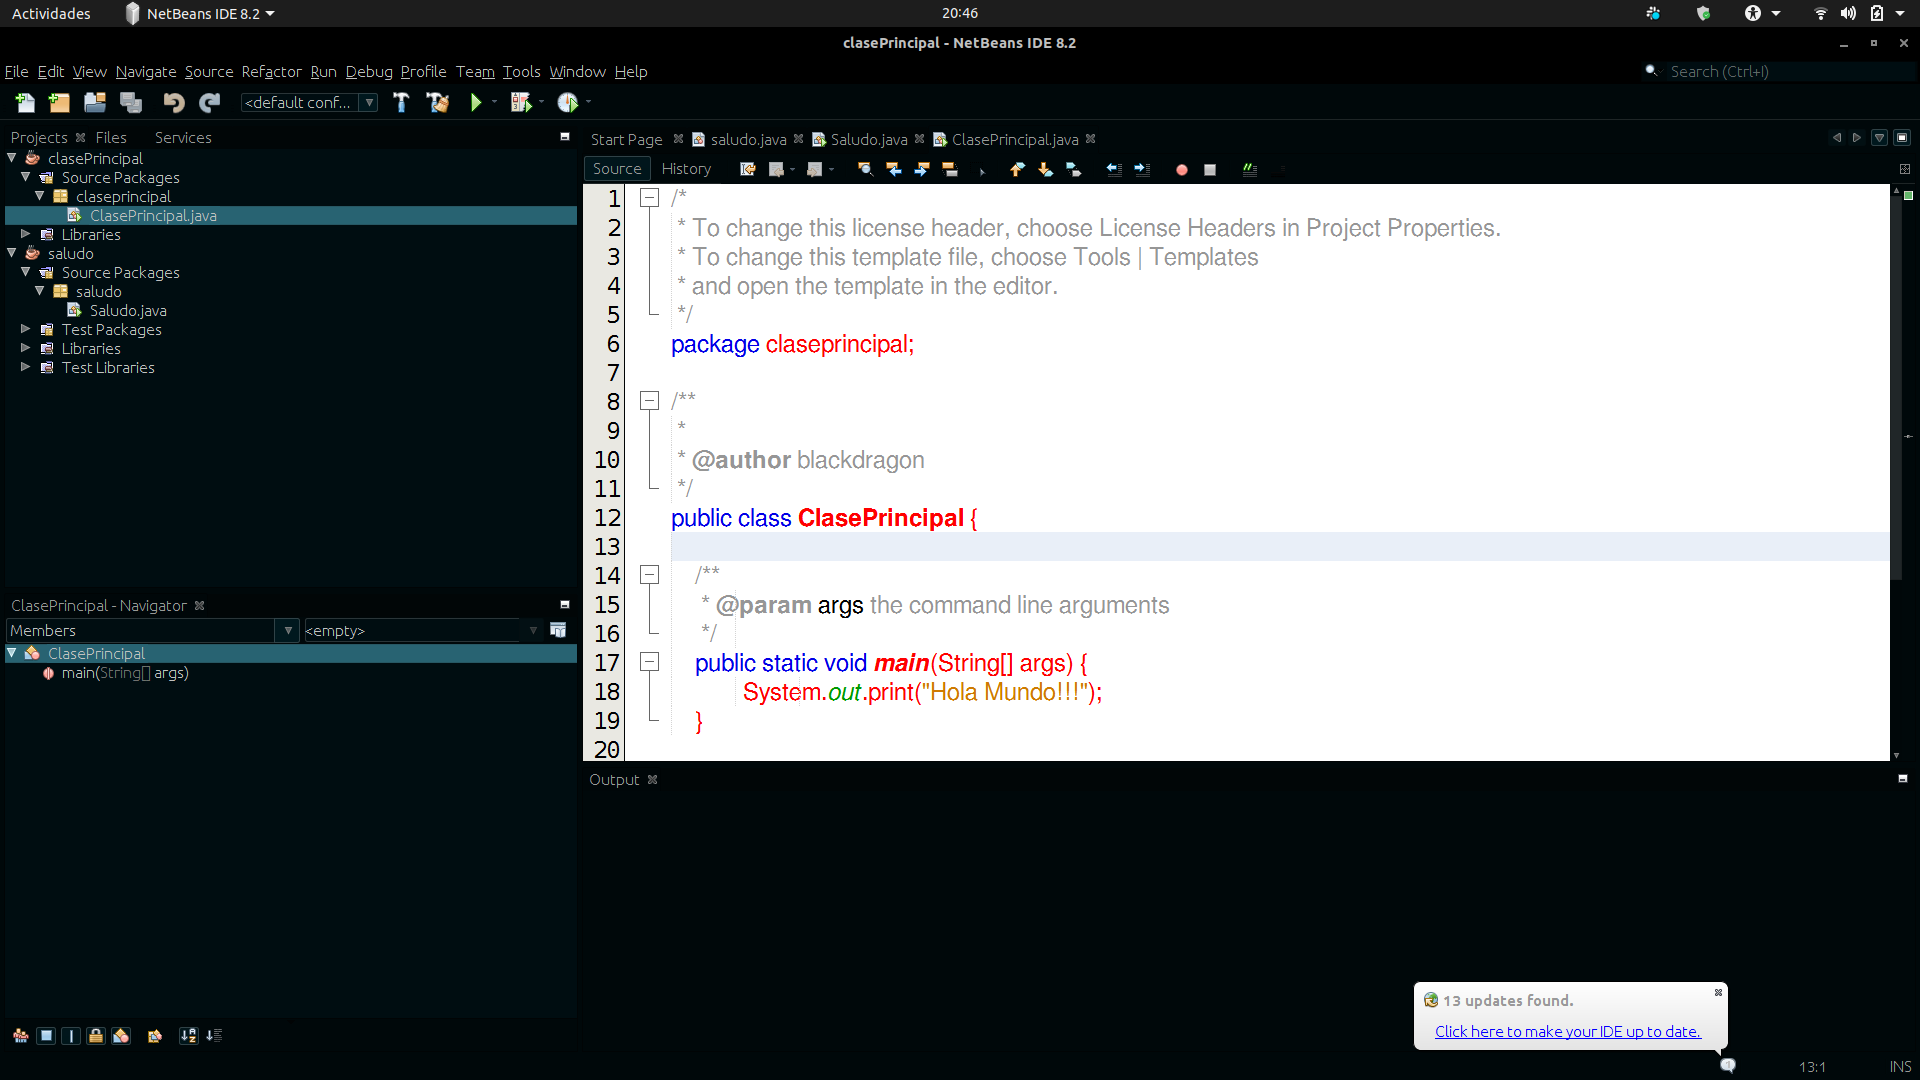 Actividades NetBeans IDE 8.2 20:46
clasePrincipal - NetBeans IDE 8.2
File Edit View Navigate Source Refactor Run Debug Profile Team Tools Window Help Search (Ctrl+I)
<default conf...
Projects Files Services
clasePrincipal
Source Packages
claseprincipal
ClasePrincipal.java
Libraries
saludo
Source Packages
saludo
Saludo.java
Test Packages
Libraries
Test Libraries
ClasePrincipal - Navigator
Members <empty>
ClasePrincipal
main(String[] args)
Start Page saludo.java Saludo.java ClasePrincipal.java
Source History
1 /*
2 * To change this license header, choose License Headers in Project Properties.
3 * To change this template file, choose Tools | Templates
4 * and open the template in the editor.
5 */
6 package claseprincipal;
7
8 /**
9 *
10 * @author blackdragon
11 */
12 public class ClasePrincipal {
13
14 /**
15 * @param args the command line arguments
16 */
17 public static void main(String[] args) {
18 System.out.print("Hola Mundo!!!");
19 }
20
Output
13 updates found.
Click here to make your IDE up to date.
13:1 INS